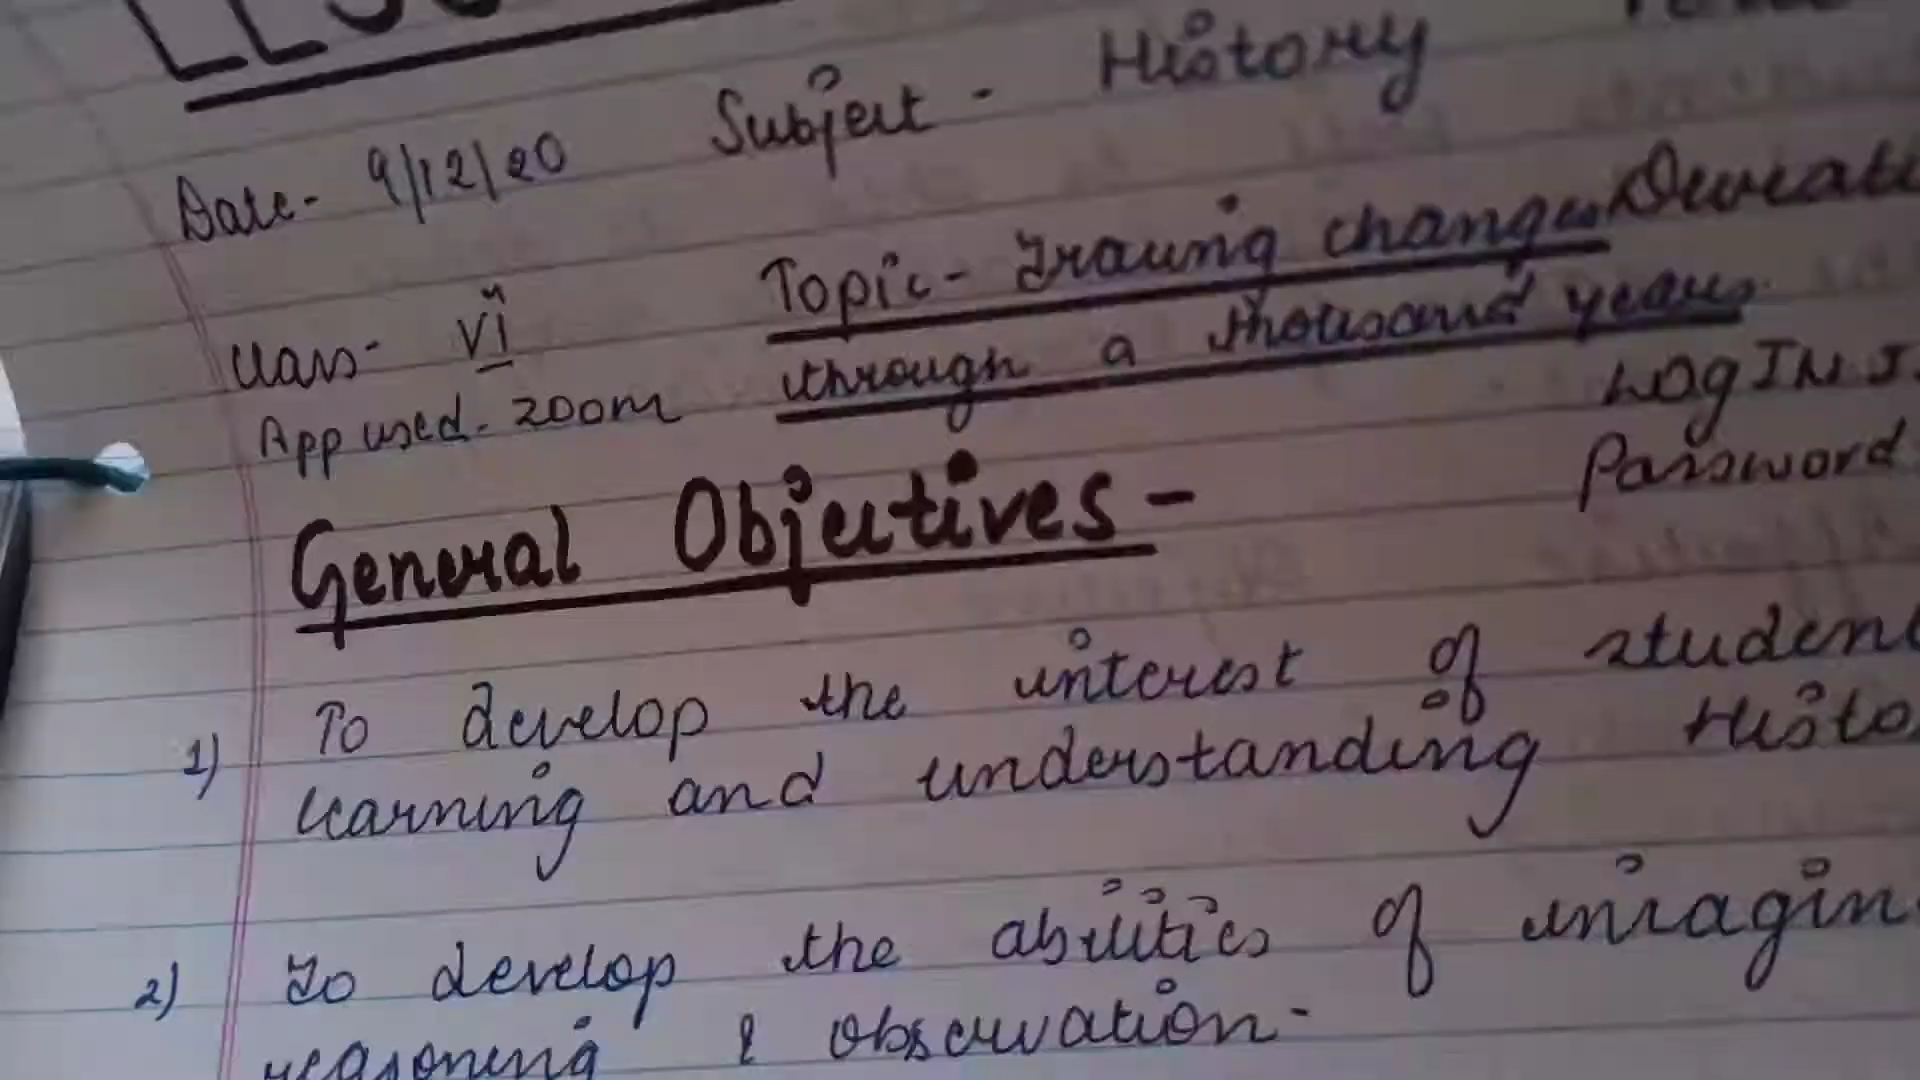 Subject - History
Date- 9/12/20
Topic- Tracing changes Durati
Class- VII
through a thousand years.
App used- zoom
Log IN I.
Password
General Objectives -
1) To develop the interest of student
learning and understanding Histo
2) To develop the abilities of imagin
reasoning & observation.